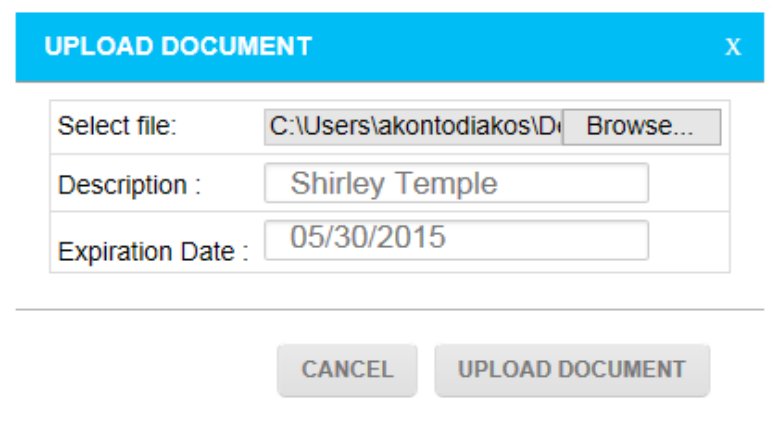 UPLOAD DOCUMENT X
Select file: C:\Users\akontodiakos\D Browse...
Description : Shirley Temple
Expiration Date : 05/30/2015
CANCEL UPLOAD DOCUMENT